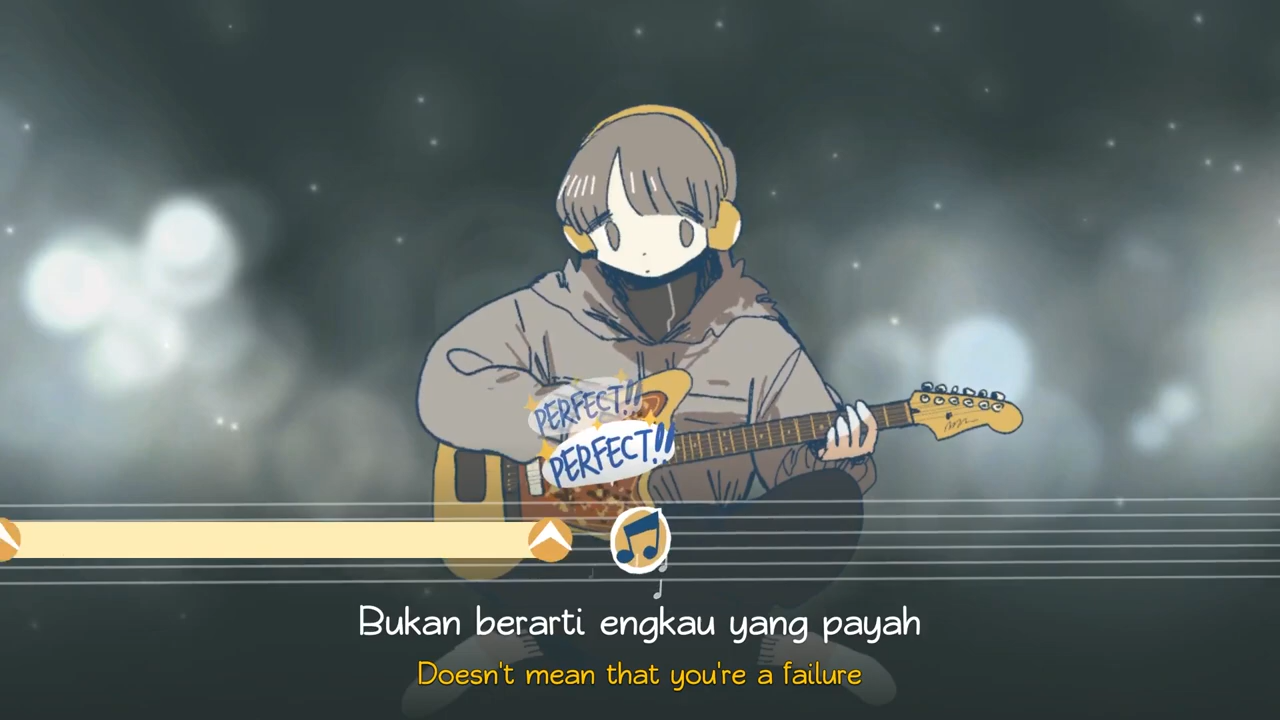 PERFECT!!
PERFECT!!
Bukan berarti engkau yang payah
Doesn't mean that you're a failure